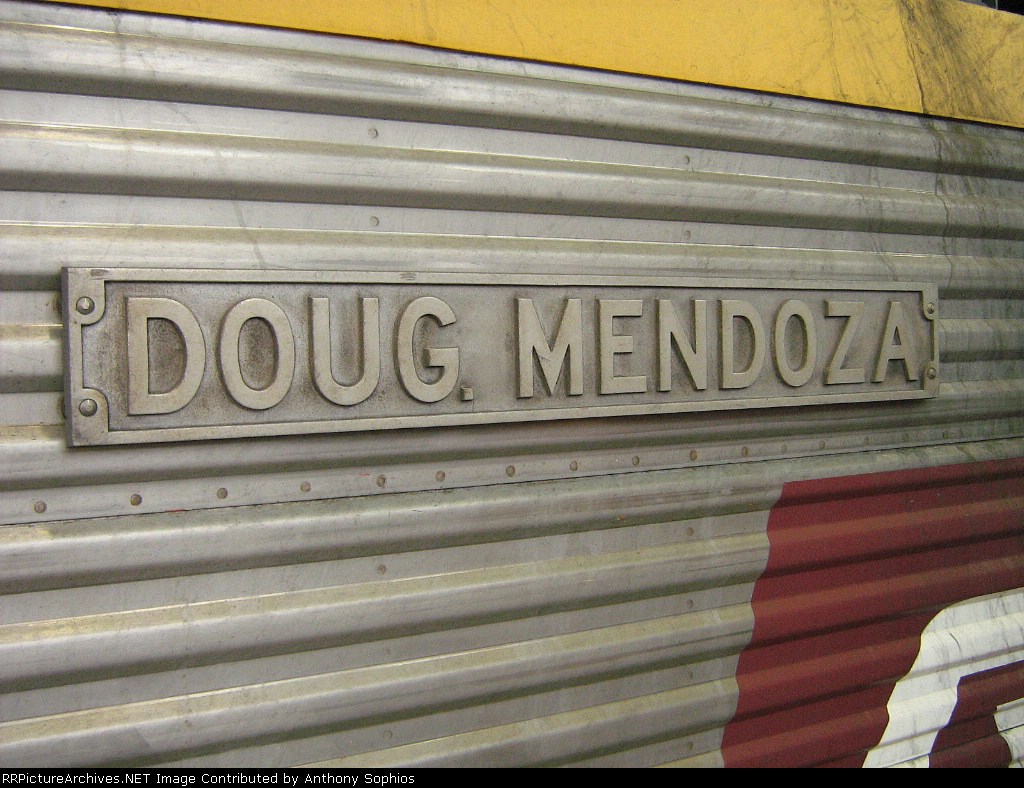 DOUG. MENDOZA
RRPictureArchives.NET Image Contributed by Anthony Sophios